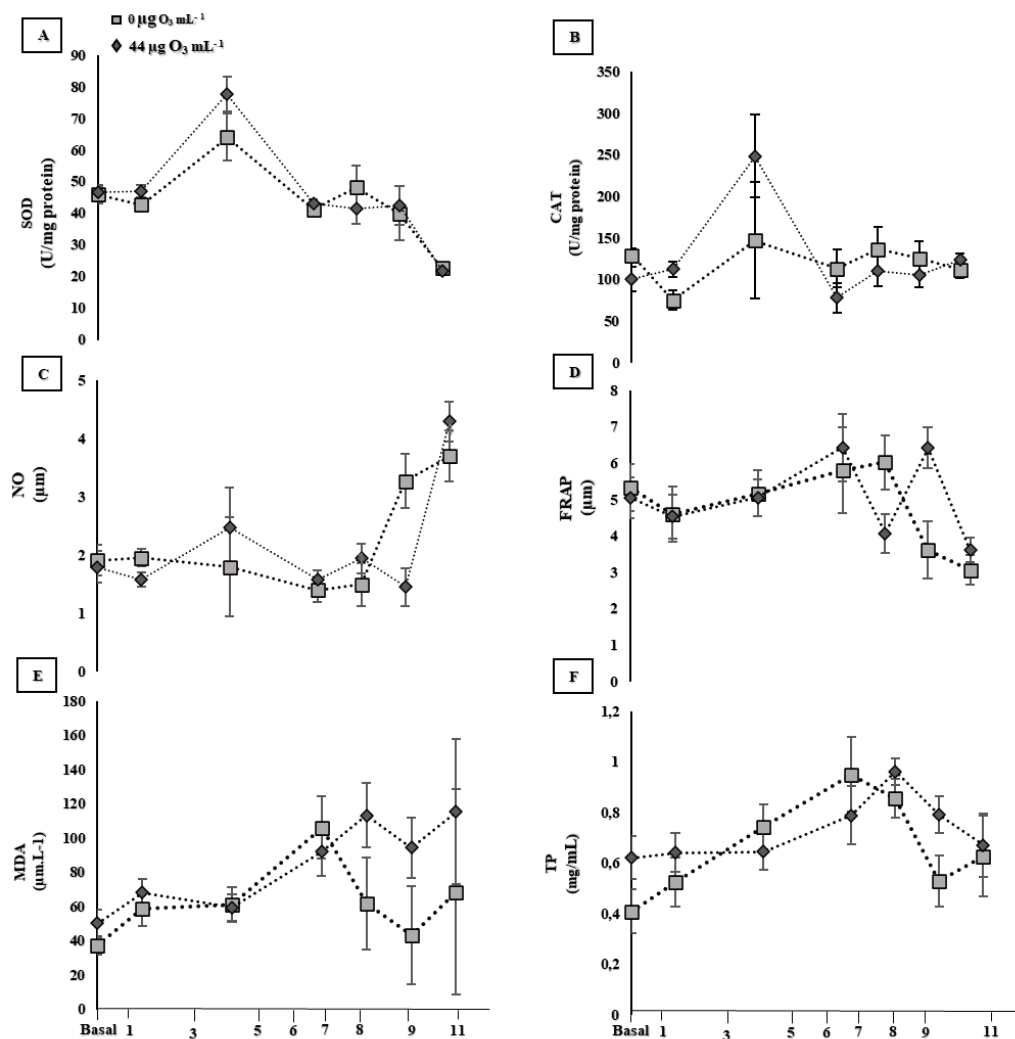 0 µg O₃ mL⁻¹
44 µg O₃ mL⁻¹
A
90
80
70
60
50
40
30
20
10
0
SOD
(U/mg protein)
B
350
300
250
200
150
100
50
0
CAT
(U/mg protein)
C
5
4
3
2
1
0
NO
(µm)
D
8
7
6
5
4
3
2
1
0
FRAP
(µm)
E
180
160
140
120
100
80
60
40
20
0
MDA
(µm.L-1)
Basal 1 3 5 6 7 8 9 11
F
1,2
1
0,8
0,6
0,4
0,2
0
TP
(mg/mL)
Basal 1 3 5 6 7 8 9 11